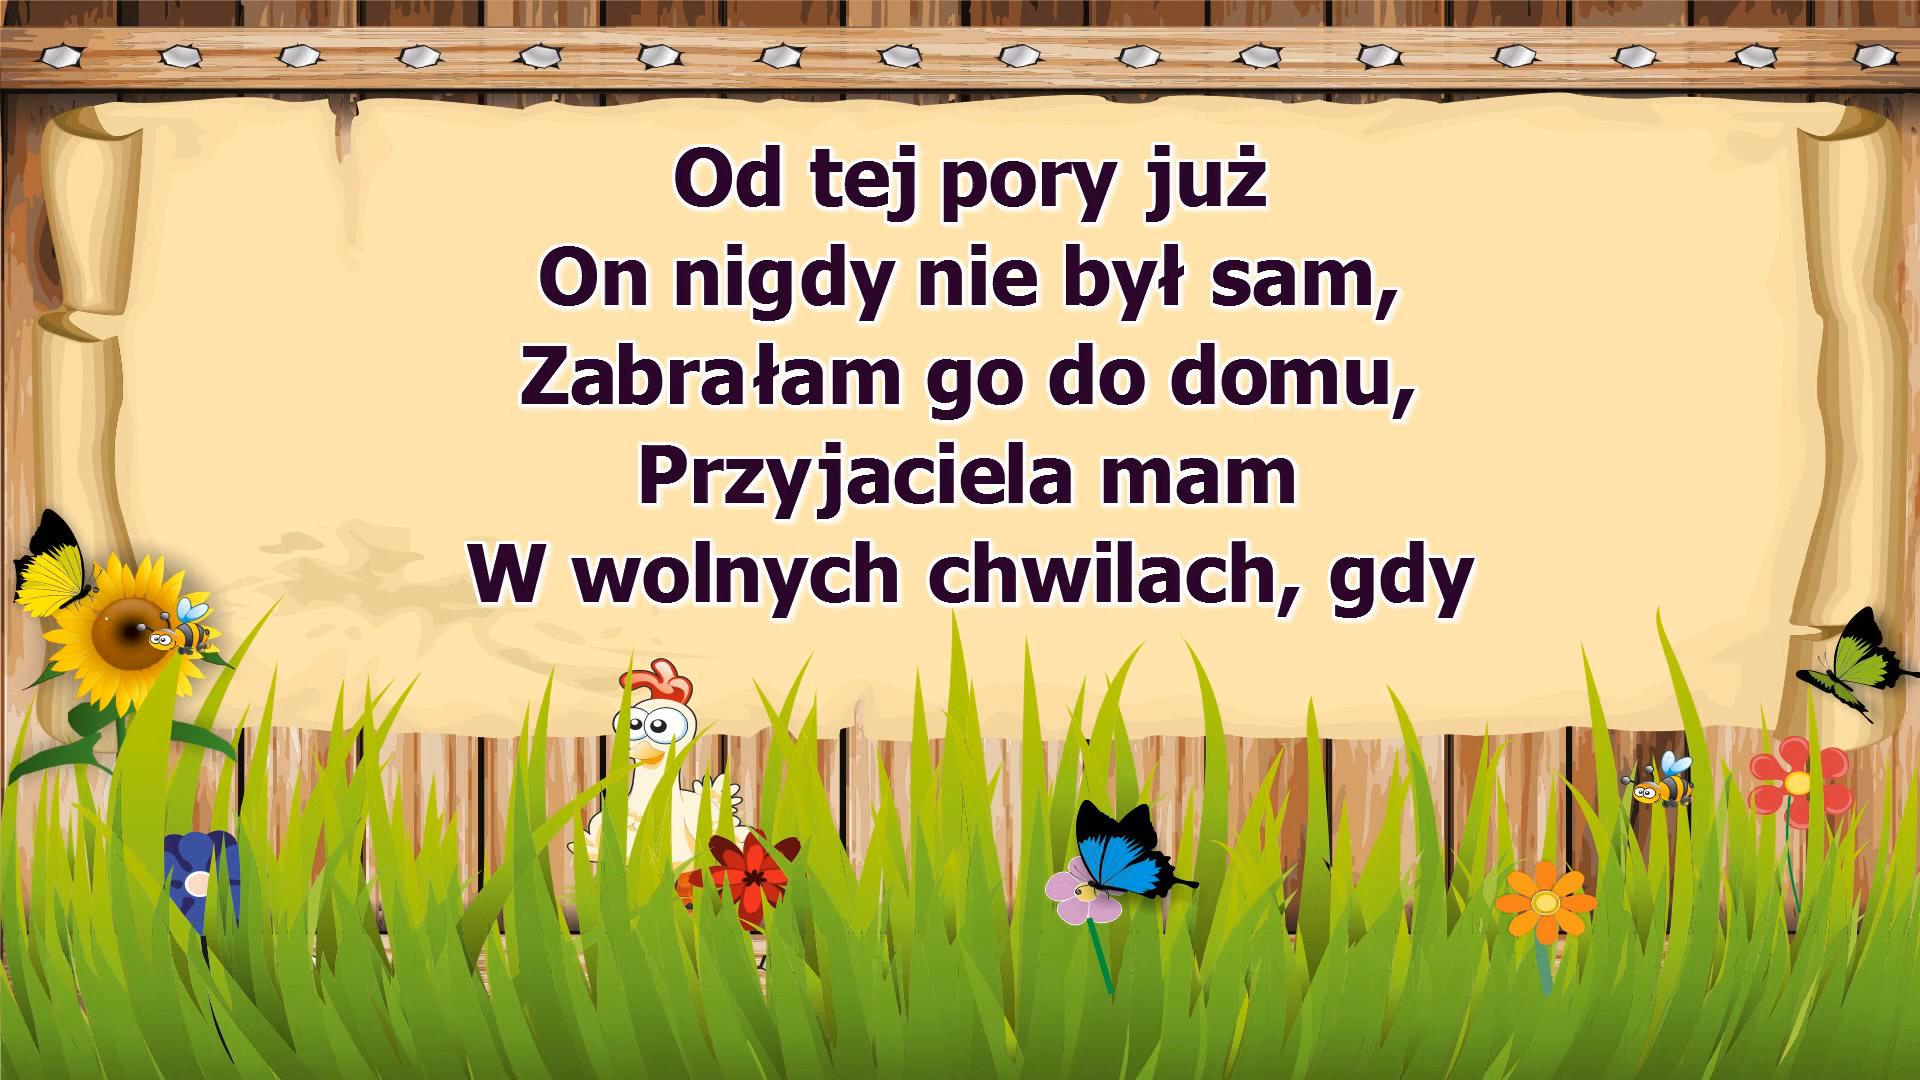 Od tej pory już
On nigdy nie był sam,
Zabrałam go do domu,
Przyjaciela mam
W wolnych chwilach, gdy